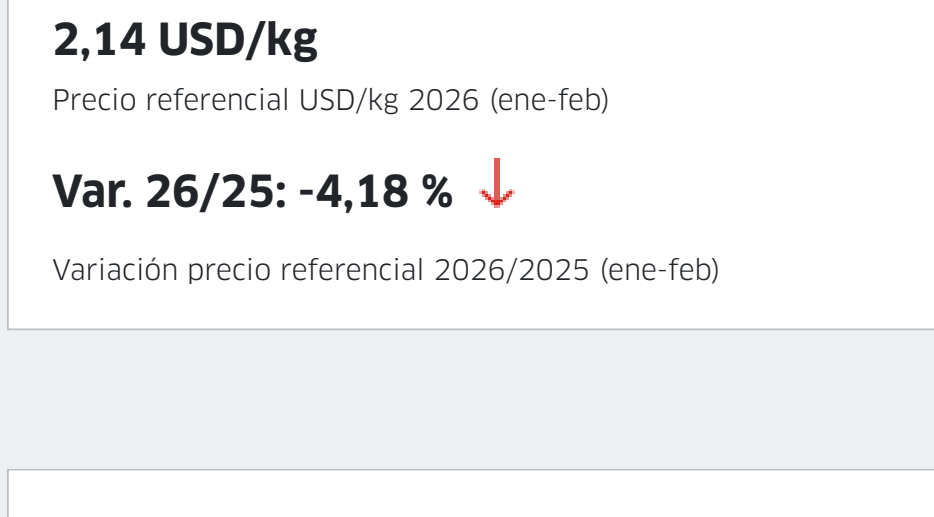 2,14 USD/kg
Precio referencial USD/kg 2026 (ene-feb)
Var. 26/25: -4,18 %
Variación precio referencial 2026/2025 (ene-feb)